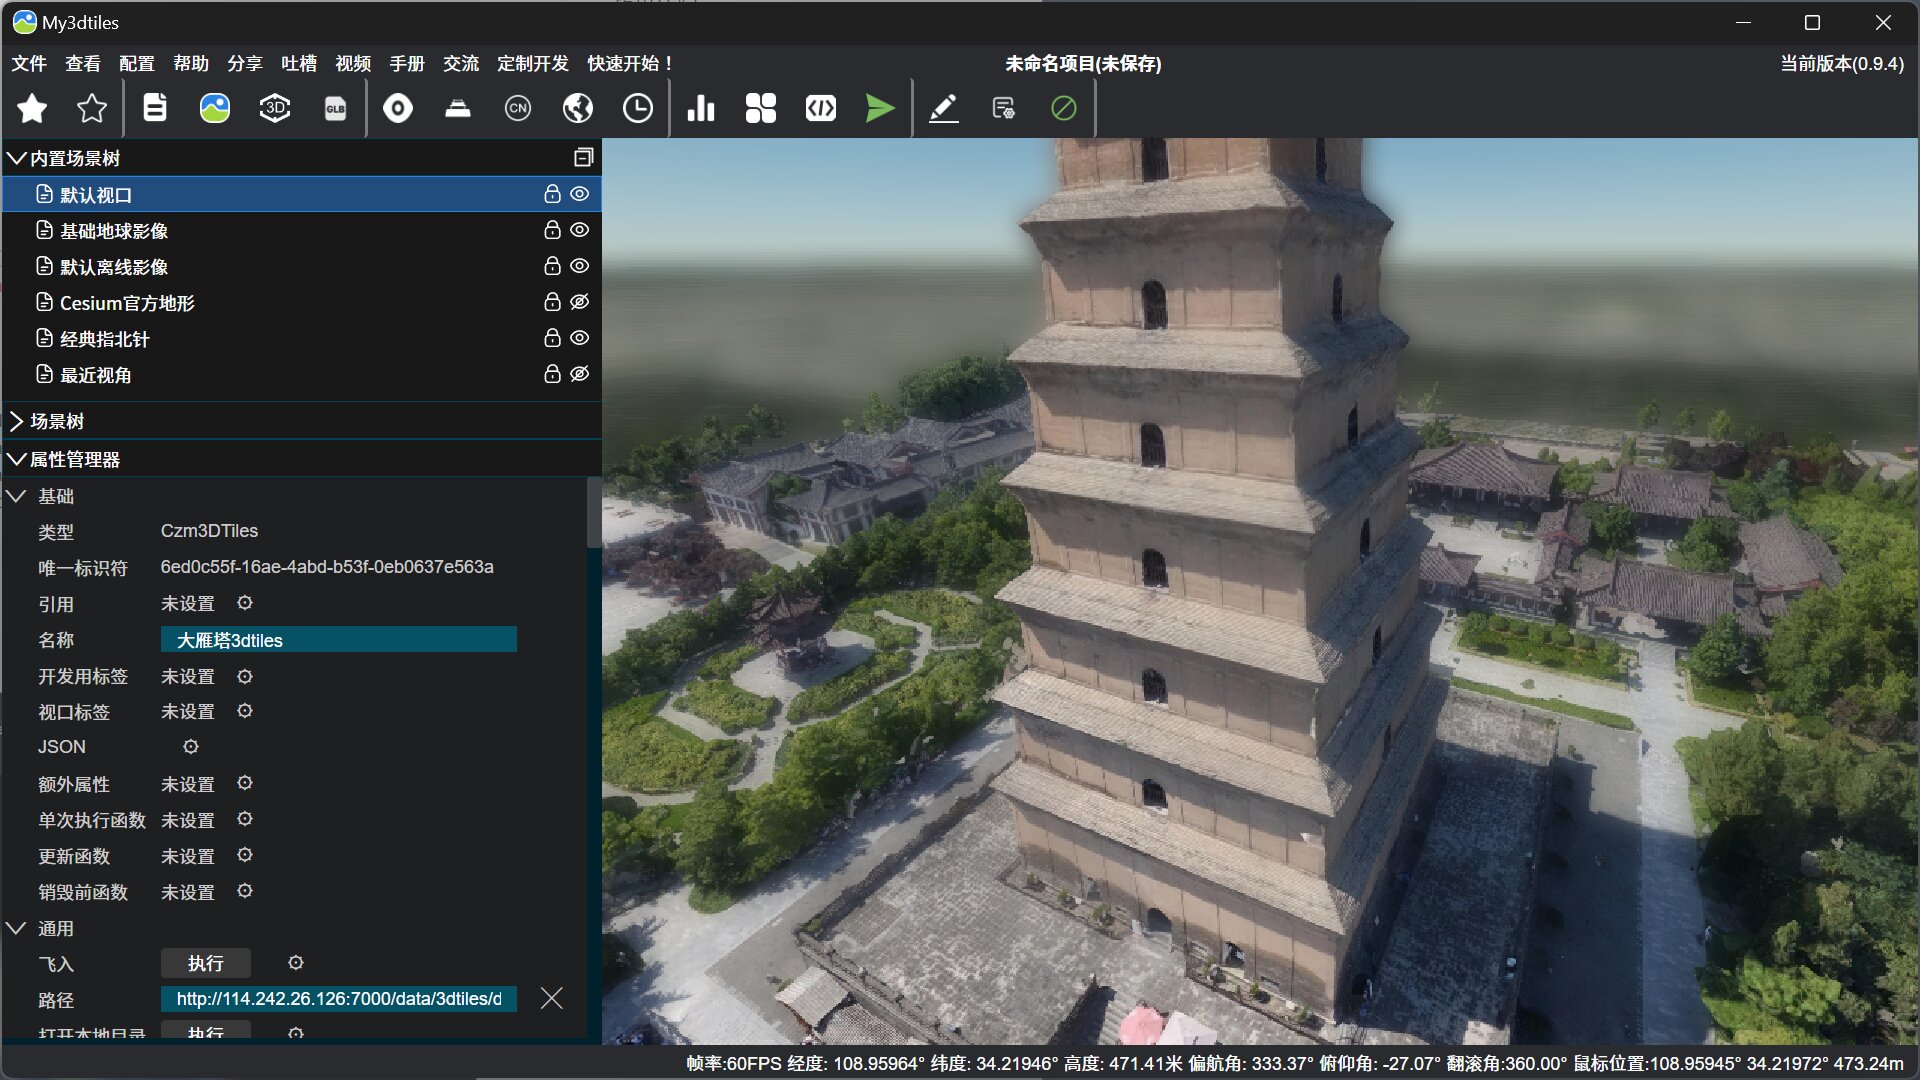 My3dtiles
文件 查看 配置 帮助 分享 吐槽 视频 手册 交流 定制开发 快速开始！ 未命名项目(未保存) 当前版本(0.9.4)
3D GLB CN
内置场景树
默认视口
基础地球影像
默认离线影像
Cesium官方地形
经典指北针
最近视角
场景树
属性管理器
基础
类型 Czm3DTiles
唯一标识符 6ed0c55f-16ae-4abd-b53f-0eb0637e563a
引用 未设置
名称 大雁塔3dtiles
开发用标签 未设置
视口标签 未设置
JSON
额外属性 未设置
单次执行函数 未设置
更新函数 未设置
销毁前函数 未设置
通用
飞入 执行
路径 http://114.242.26.126:7000/data/3dtiles/d
打开本地目录 执行
帧率:60FPS 经度: 108.95964° 纬度: 34.21946° 高度: 471.41米 偏航角: 333.37° 俯仰角: -27.07° 翻滚角:360.00° 鼠标位置:108.95945° 34.21972° 473.24m